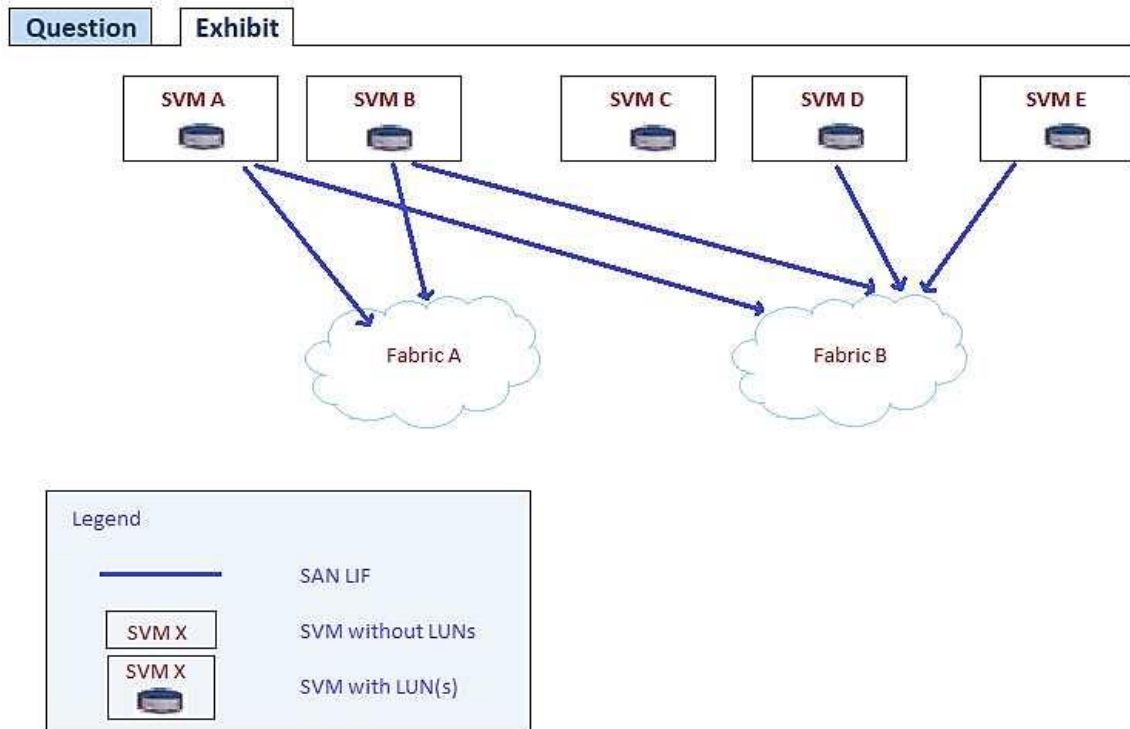 Question Exhibit
SVM A SVM B SVM C SVM D SVM E
Fabric A Fabric B
Legend
SAN LIF
SVM X SVM without LUNs
SVM X
SVM with LUN(s)